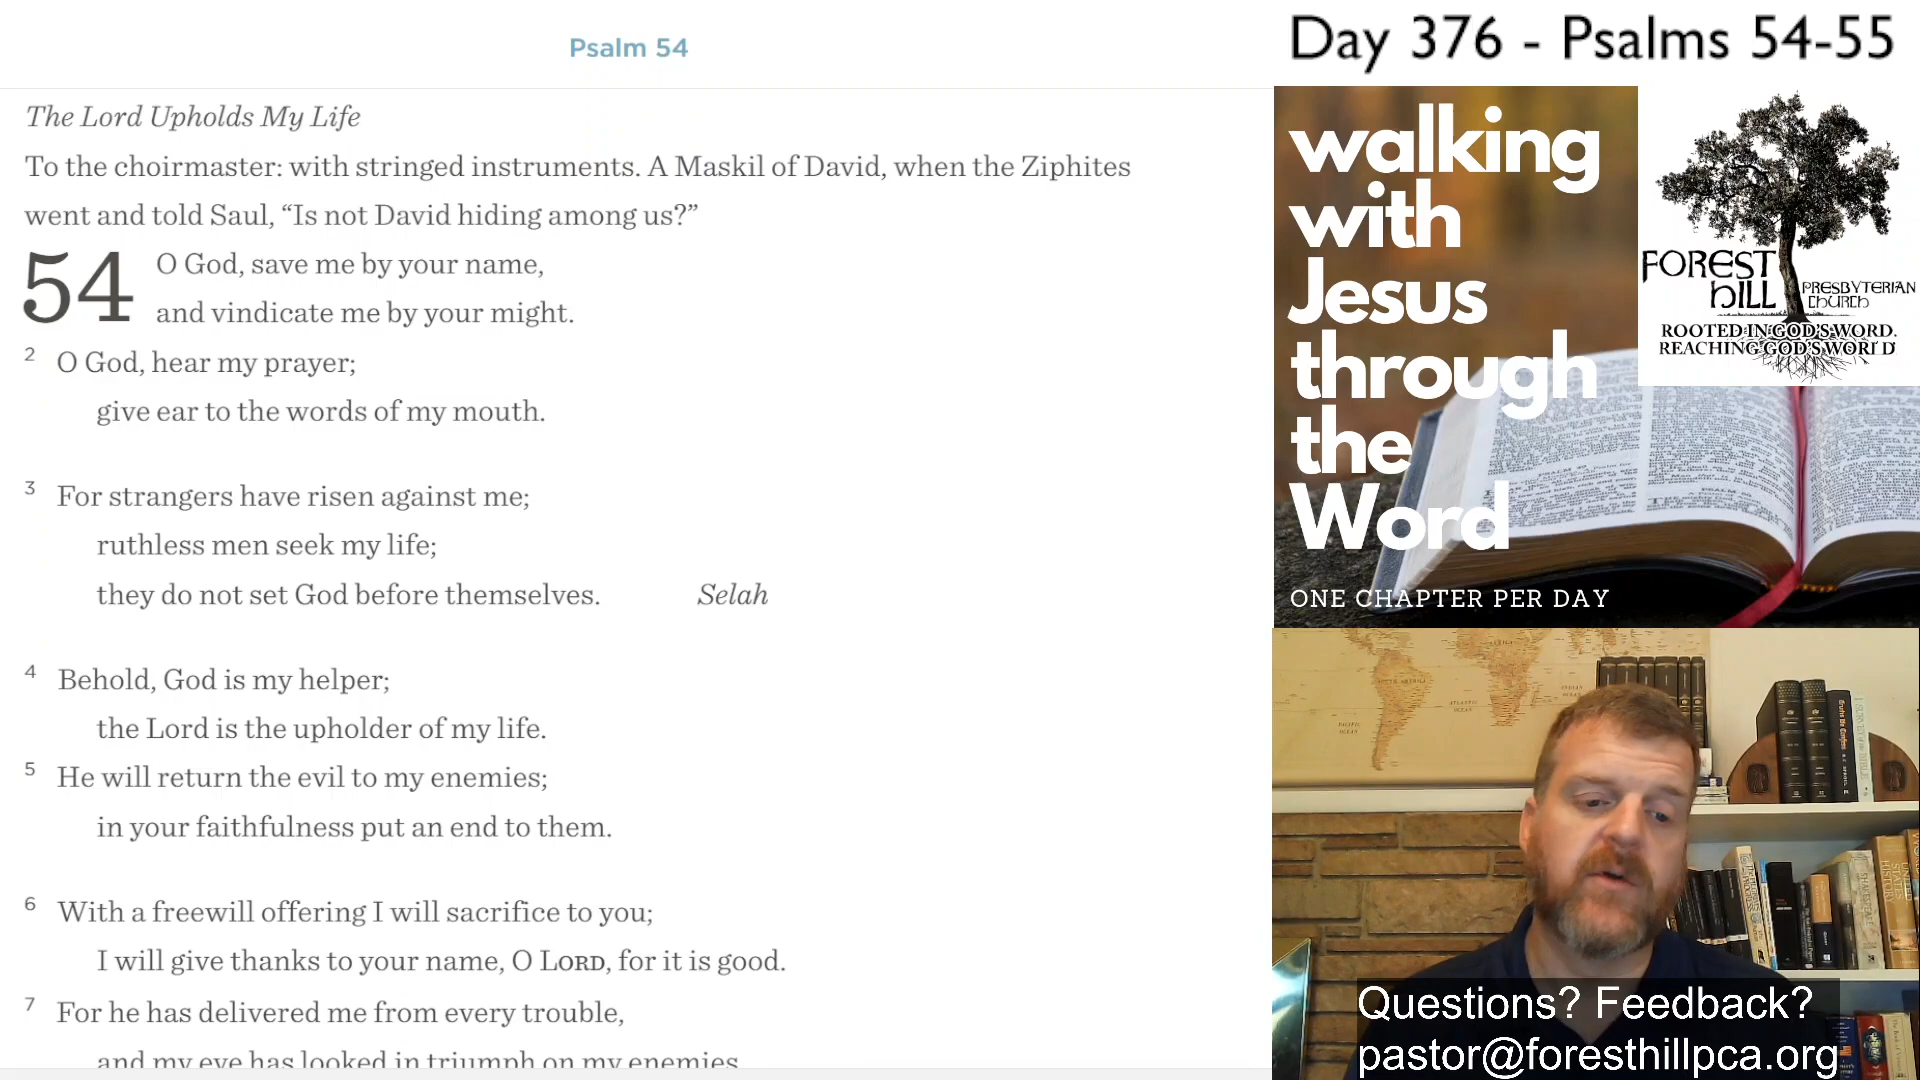 Psalm 54
The Lord Upholds My Life
To the choirmaster: with stringed instruments. A Maskil of David, when the Ziphites
went and told Saul, “Is not David hiding among us?”
54 O God, save me by your name,
and vindicate me by your might.
2 O God, hear my prayer;
give ear to the words of my mouth.
3 For strangers have risen against me;
ruthless men seek my life;
they do not set God before themselves. Selah
4 Behold, God is my helper;
the Lord is the upholder of my life.
5 He will return the evil to my enemies;
in your faithfulness put an end to them.
6 With a freewill offering I will sacrifice to you;
I will give thanks to your name, O LORD, for it is good.
7 For he has delivered me from every trouble,
and my eye has looked in triumph on my enemies
Day 376 - Psalms 54-55
walking
with
Jesus
through
the
Word
ONE CHAPTER PER DAY
FOREST
HILL
PRESBYTERIAN
CHURCH
ROOTED IN GOD'S WORD.
REACHING GOD'S WORLD
SOUTH AMERICA
PACIFIC
OCEAN
ATLANTIC
OCEAN
INDIAN
OCEAN
Questions? Feedback?
pastor@foresthillpca.org